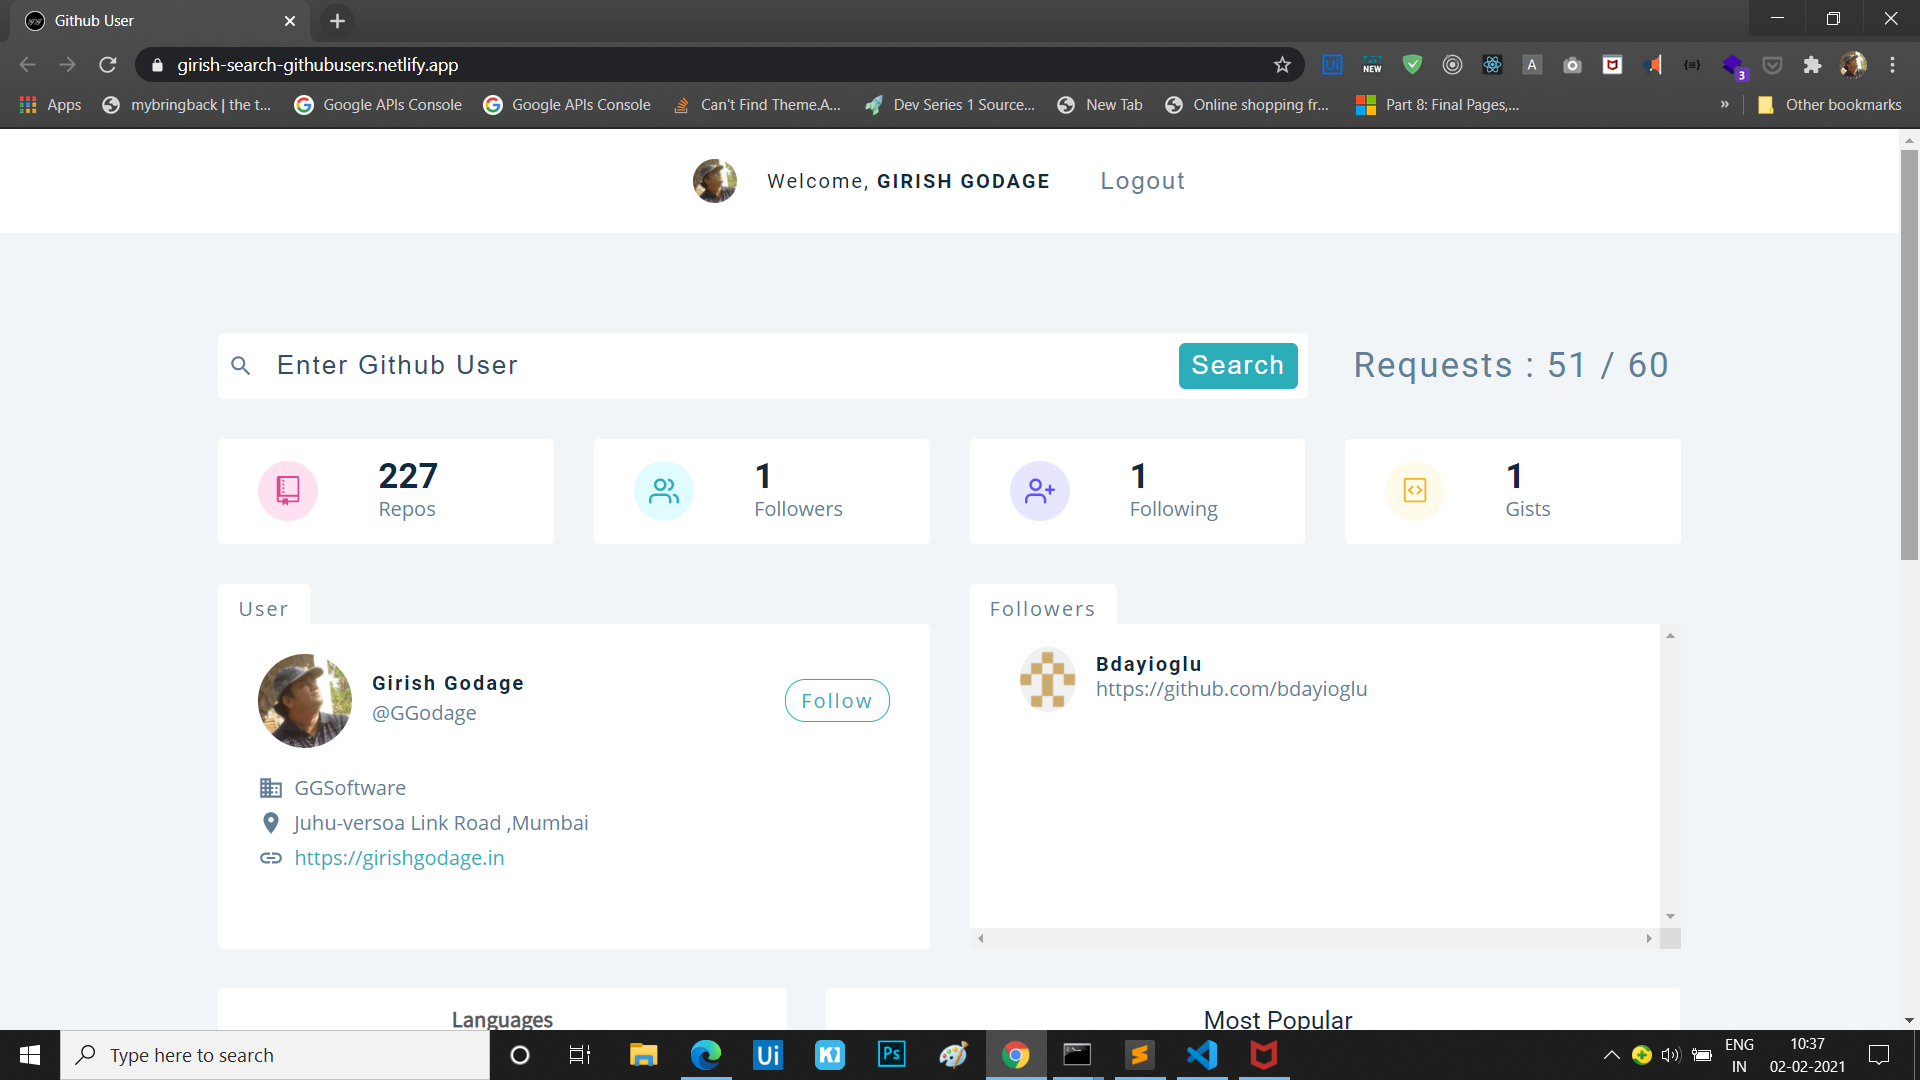 Github User
girish-search-githubusers.netlify.app
NEW
A
3
Apps
mybringback | the t...
Google APIs Console
Google APIs Console
Can't Find Theme.A...
Dev Series 1 Source...
New Tab
Online shopping fr...
Part 8: Final Pages,...
»
Other bookmarks
Welcome, GIRISH GODAGE
Logout
Enter Github User
Search
Requests : 51 / 60
227
Repos
1
Followers
1
Following
1
Gists
User
Girish Godage
@GGodage
Follow
GGSoftware
Juhu-versoa Link Road ,Mumbai
https://girishgodage.in
Followers
Bdayioglu
https://github.com/bdayioglu
Languages
Most Popular
Type here to search
Ui
Ps
ENG
IN
10:37
02-02-2021